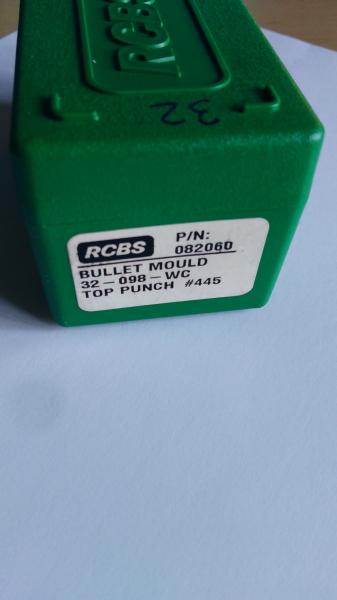 RCBS
32
RCBS P/N:
082060
BULLET MOULD
32-098-WC
TOP PUNCH #445